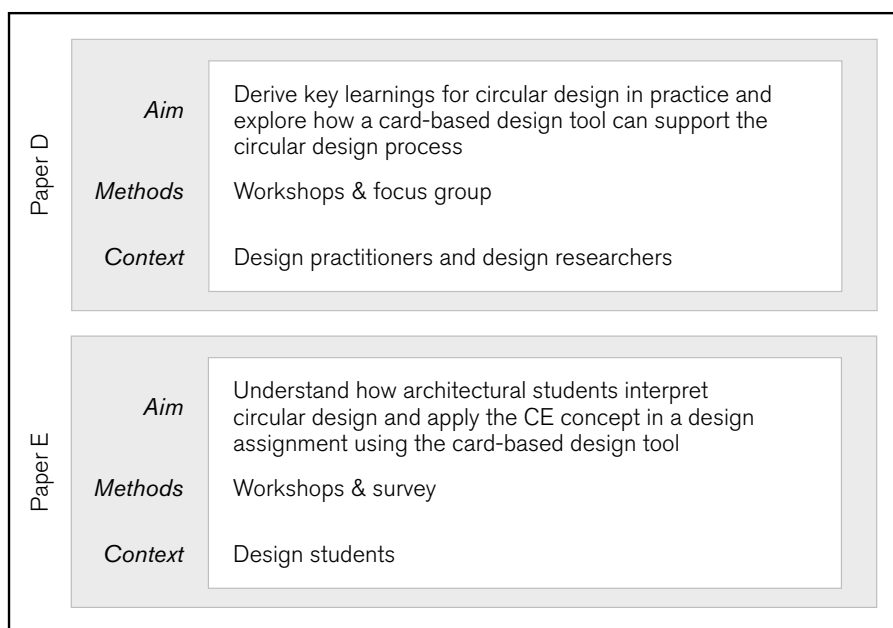 Paper D
Aim
Derive key learnings for circular design in practice and
explore how a card-based design tool can support the
circular design process
Methods
Workshops & focus group
Context
Design practitioners and design researchers
Paper E
Aim
Understand how architectural students interpret
circular design and apply the CE concept in a design
assignment using the card-based design tool
Methods
Workshops & survey
Context
Design students